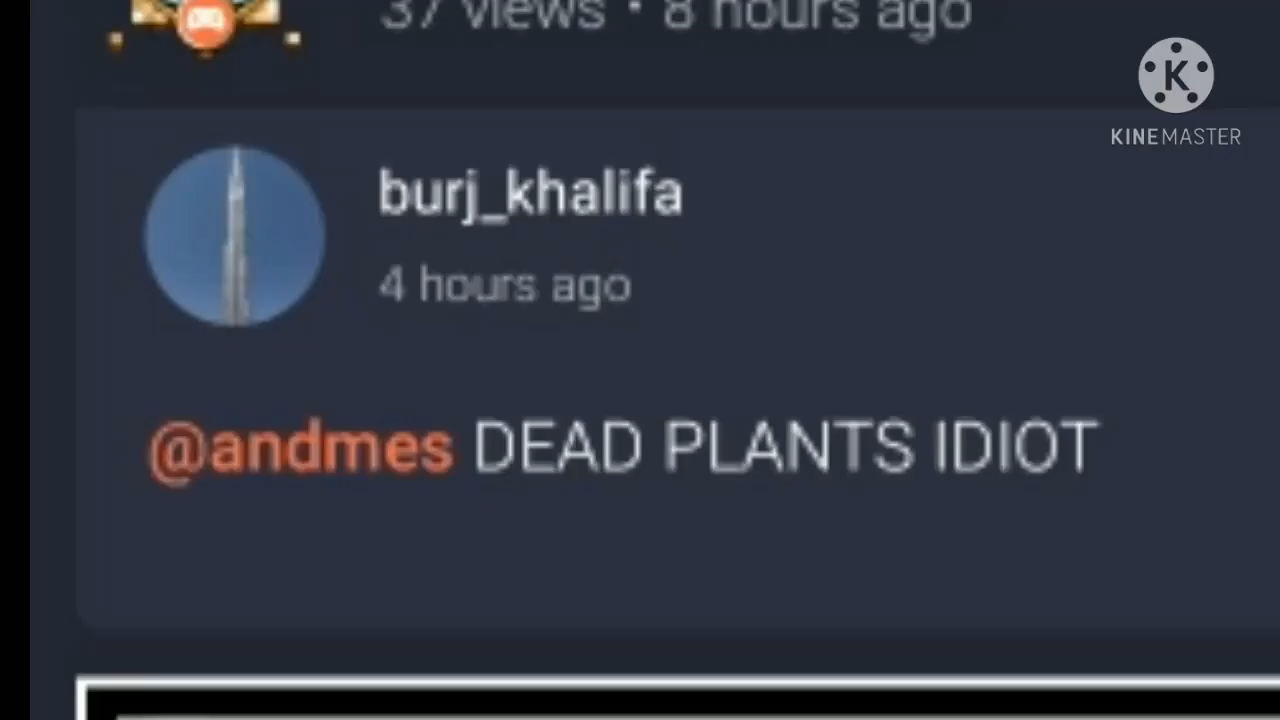 37 views • 8 hours ago
K
KINEMASTER
burj_khalifa
4 hours ago
@andmes DEAD PLANTS IDIOT